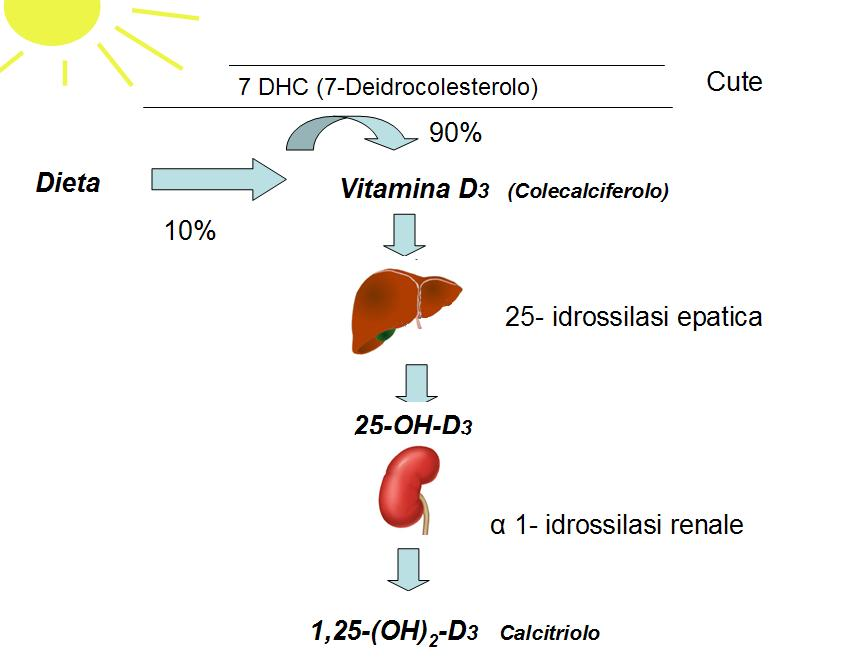 7 DHC (7-Deidrocolesterolo)
Cute
90%
Dieta
Vitamina D3 (Colecalciferolo)
10%
25- idrossilasi epatica
25-OH-D3
α 1- idrossilasi renale
1,25-(OH)2-D3 Calcitriolo